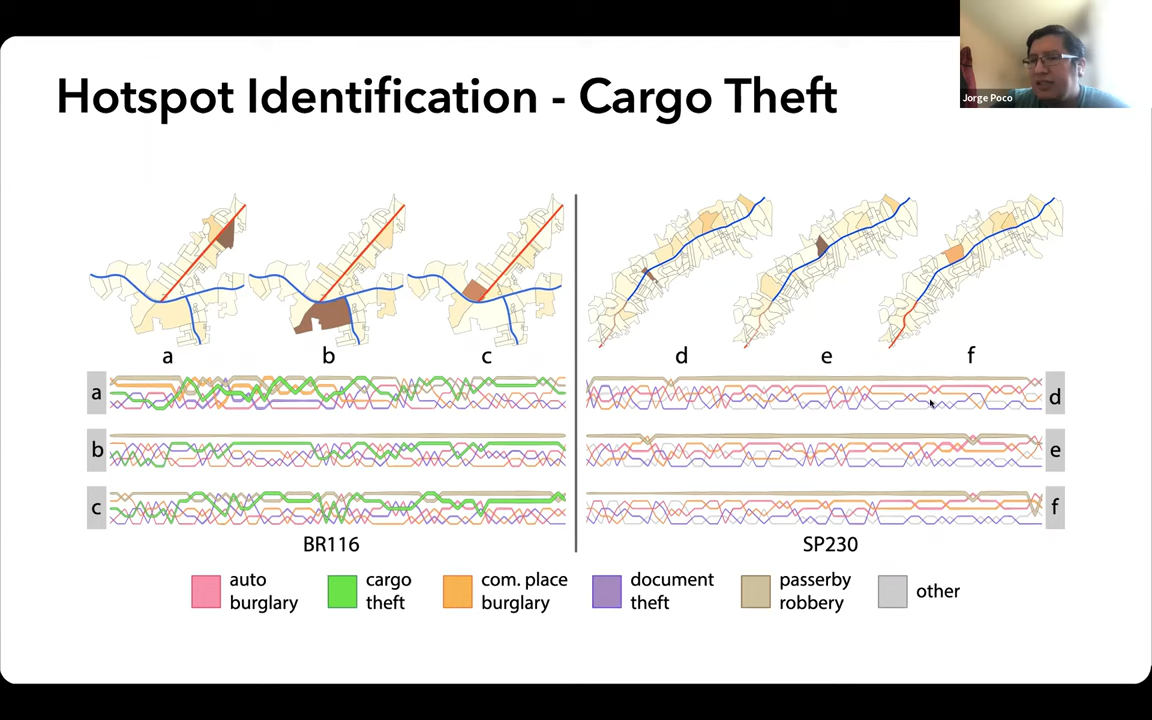 Hotspot Identification - Cargo Theft
Jorge Poco
a b c d e f
a
b
c
d
e
f
BR116
SP230
auto
burglary
cargo
theft
com. place
burglary
document
theft
passerby
robbery
other